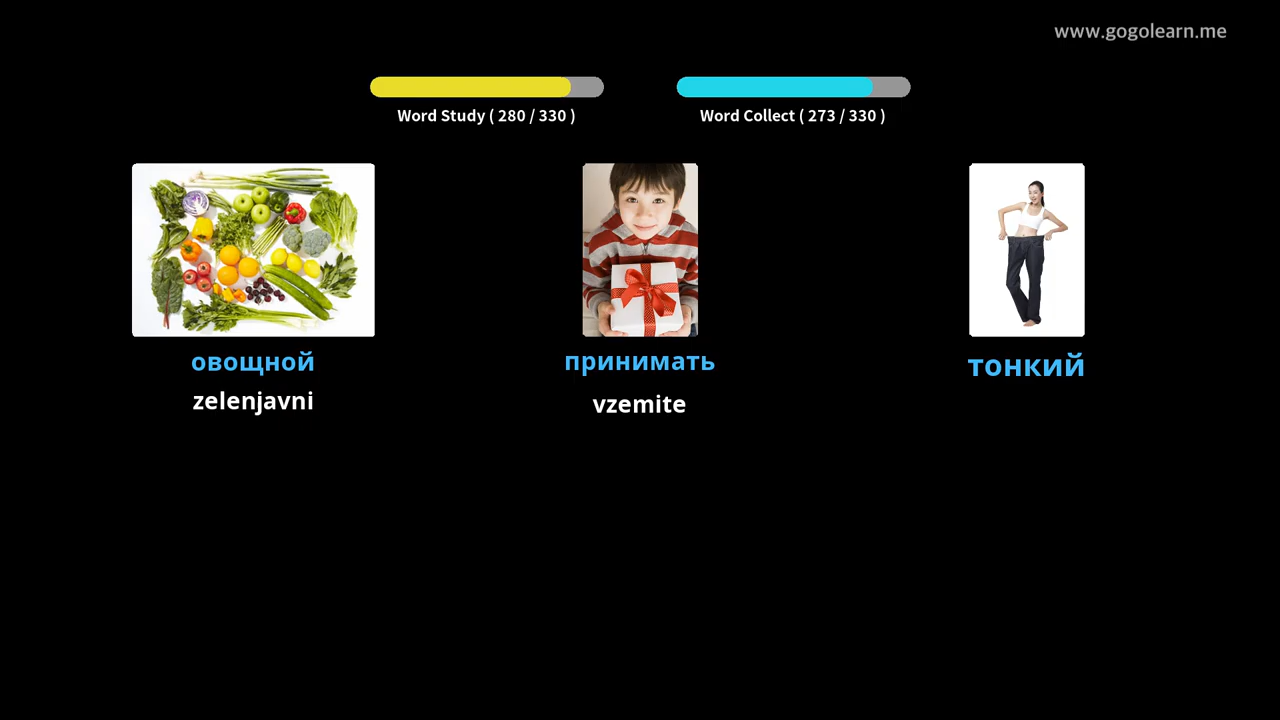 www.gogolearn.me
Word Study ( 280 / 330 )
Word Collect ( 273 / 330 )
овощной
принимать
тонкий
zelenjavni
vzemite